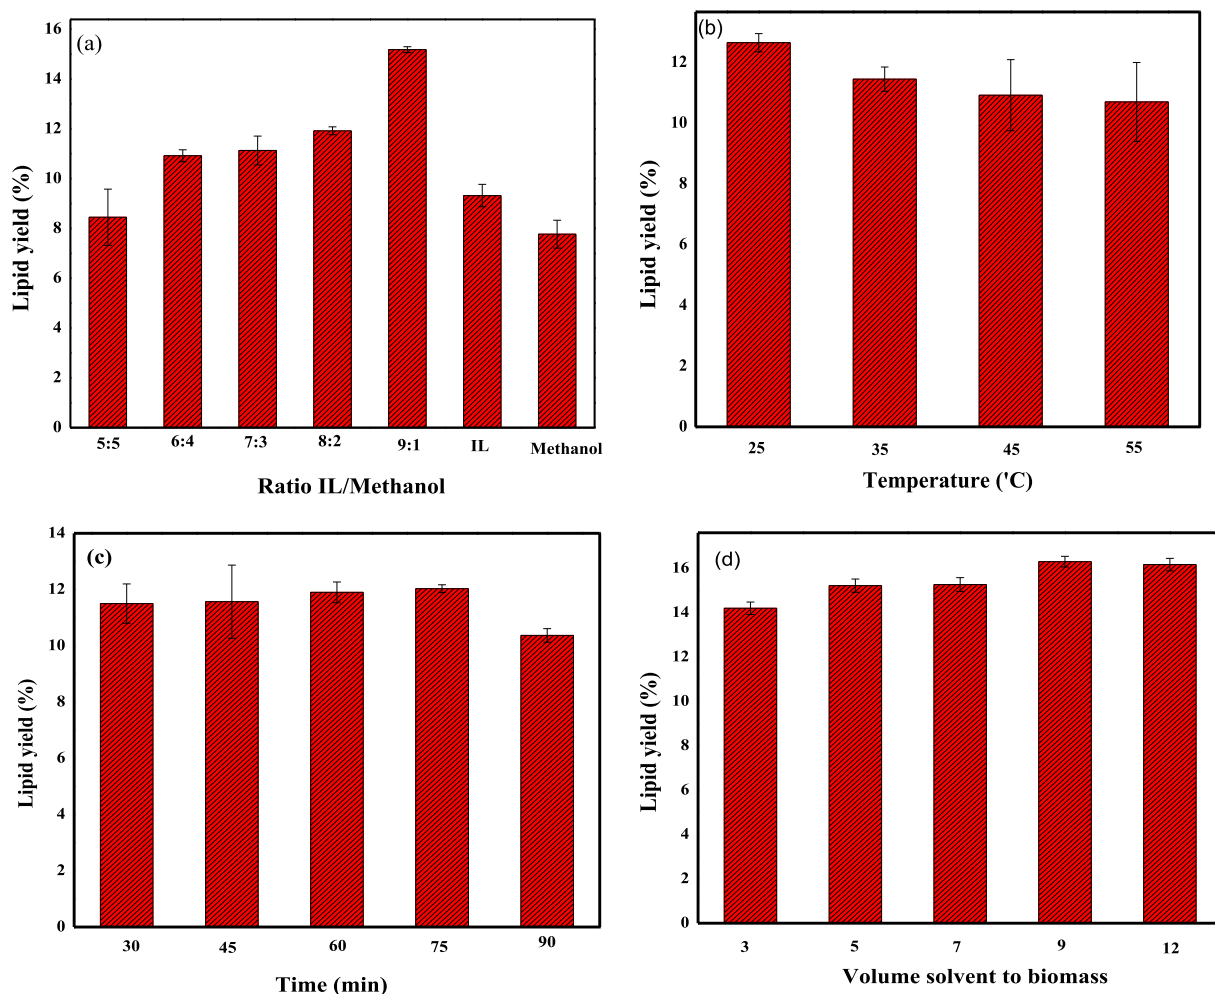 (a)
16
14
12
10
8
6
4
2
0
Lipid yield (%)
5:5 6:4 7:3 8:2 9:1 IL Methanol
Ratio IL/Methanol
(b)
12
10
8
6
4
2
0
Lipid yield (%)
25 35 45 55
Temperature ('C)
(c)
14
12
10
8
6
4
2
0
Lipid yield (%)
30 45 60 75 90
Time (min)
(d)
16
14
12
10
8
6
4
2
0
Lipid yield (%)
3 5 7 9 12
Volume solvent to biomass